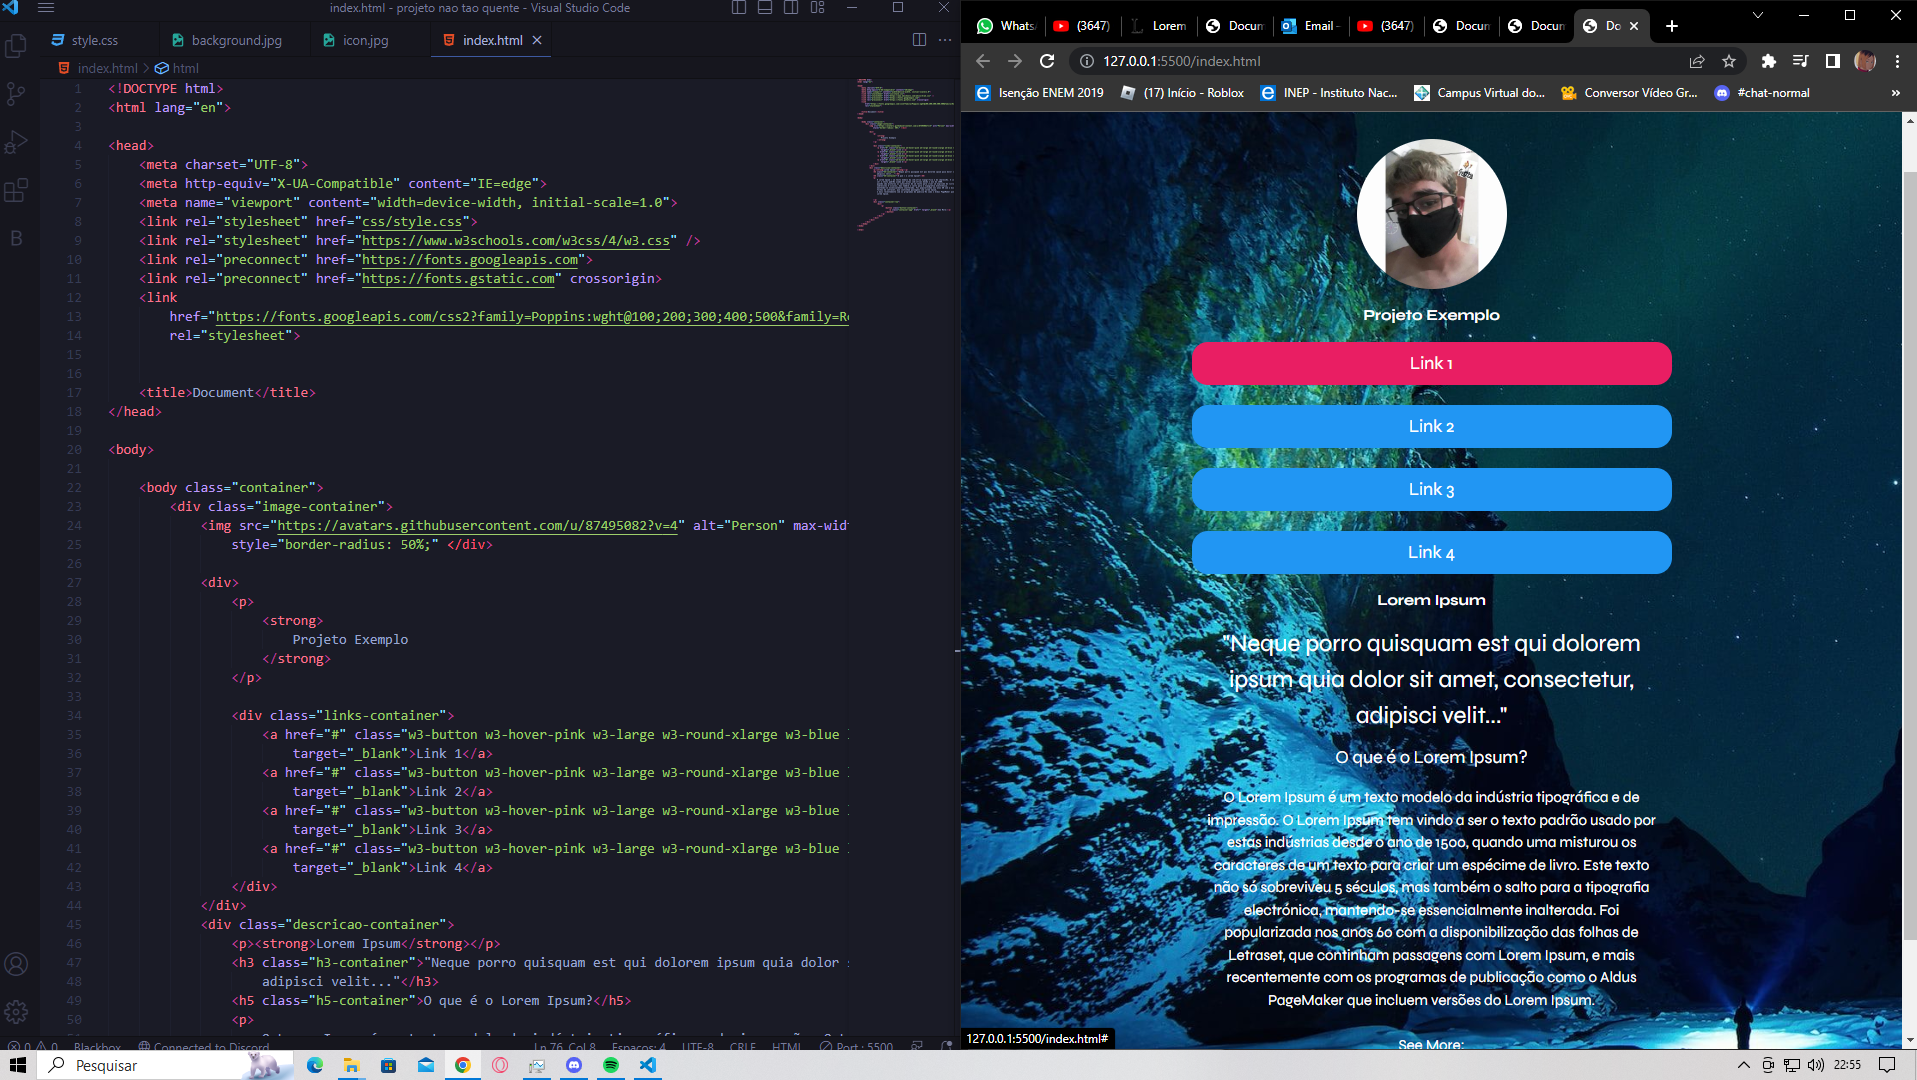 index.html - projeto nao tao quente - Visual Studio Code
style.css
background.jpg
icon.jpg
index.html
index.html > html
1 <!DOCTYPE html>
2 <html lang="en">
3
4 <head>
5 <meta charset="UTF-8">
6 <meta http-equiv="X-UA-Compatible" content="IE=edge">
7 <meta name="viewport" content="width=device-width, initial-scale=1.0">
8 <link rel="stylesheet" href="css/style.css">
9 <link rel="stylesheet" href="https://www.w3schools.com/w3css/4/w3.css" />
10 <link rel="preconnect" href="https://fonts.googleapis.com">
11 <link rel="preconnect" href="https://fonts.gstatic.com" crossorigin>
12 <link
13 href="https://fonts.googleapis.com/css2?family=Poppins:wght@100;200;300;400;500&family=R
14 rel="stylesheet">
15
16
17 <title>Document</title>
18 </head>
19
20 <body>
21
22 <body class="container">
23 <div class="image-container">
24 <img src="https://avatars.githubusercontent.com/u/87495082?v=4" alt="Person" max-wid
25 style="border-radius: 50%;" </div>
26
27 <div>
28 <p>
29 <strong>
30 Projeto Exemplo
31 </strong>
32 </p>
33
34 <div class="links-container">
35 <a href="#" class="w3-button w3-hover-pink w3-large w3-round-xlarge w3-blue
36 target="_blank">Link 1</a>
37 <a href="#" class="w3-button w3-hover-pink w3-large w3-round-xlarge w3-blue
38 target="_blank">Link 2</a>
39 <a href="#" class="w3-button w3-hover-pink w3-large w3-round-xlarge w3-blue
40 target="_blank">Link 3</a>
41 <a href="#" class="w3-button w3-hover-pink w3-large w3-round-xlarge w3-blue
42 target="_blank">Link 4</a>
43 </div>
44 </div>
45 <div class="descricao-container">
46 <p><strong>Lorem Ipsum</strong></p>
47 <h3 class="h3-container">"Neque porro quisquam est qui dolorem ipsum quia dolor
48 adipisci velit..."</h3>
49 <h5 class="h5-container">O que é o Lorem Ipsum?</h5>
50 <p>
0 0 Blackbox Connected to Discord Ln 76, Col 8 Espaços: 4 UTF-8 CRLF HTML Port : 5500
Whats (3647) Lorem Docum Email - (3647) Docum Docum Do
127.0.0.1:5500/index.html
Isenção ENEM 2019 (17) Início - Roblox INEP - Instituto Nac... Campus Virtual do... Conversor Vídeo Gr... #chat-normal »
Projeto Exemplo
Link 1
Link 2
Link 3
Link 4
Lorem Ipsum
"Neque porro quisquam est qui dolorem
ipsum quia dolor sit amet, consectetur,
adipisci velit..."
O que é o Lorem Ipsum?
O Lorem Ipsum é um texto modelo da indústria tipográfica e de
impressão. O Lorem Ipsum tem vindo a ser o texto padrão usado por
estas indústrias desde o ano de 1500, quando uma misturou os
caracteres de um texto para criar um espécime de livro. Este texto
não só sobreviveu 5 séculos, mas também o salto para a tipografia
electrónica, mantendo-se essencialmente inalterada. Foi
popularizada nos anos 60 com a disponibilização das folhas de
Letraset, que continham passagens com Lorem Ipsum, e mais
recentemente com os programas de publicação como o Aldus
PageMaker que incluem versões do Lorem Ipsum.
See More:
127.0.0.1:5500/index.html#
Pesquisar
22:55